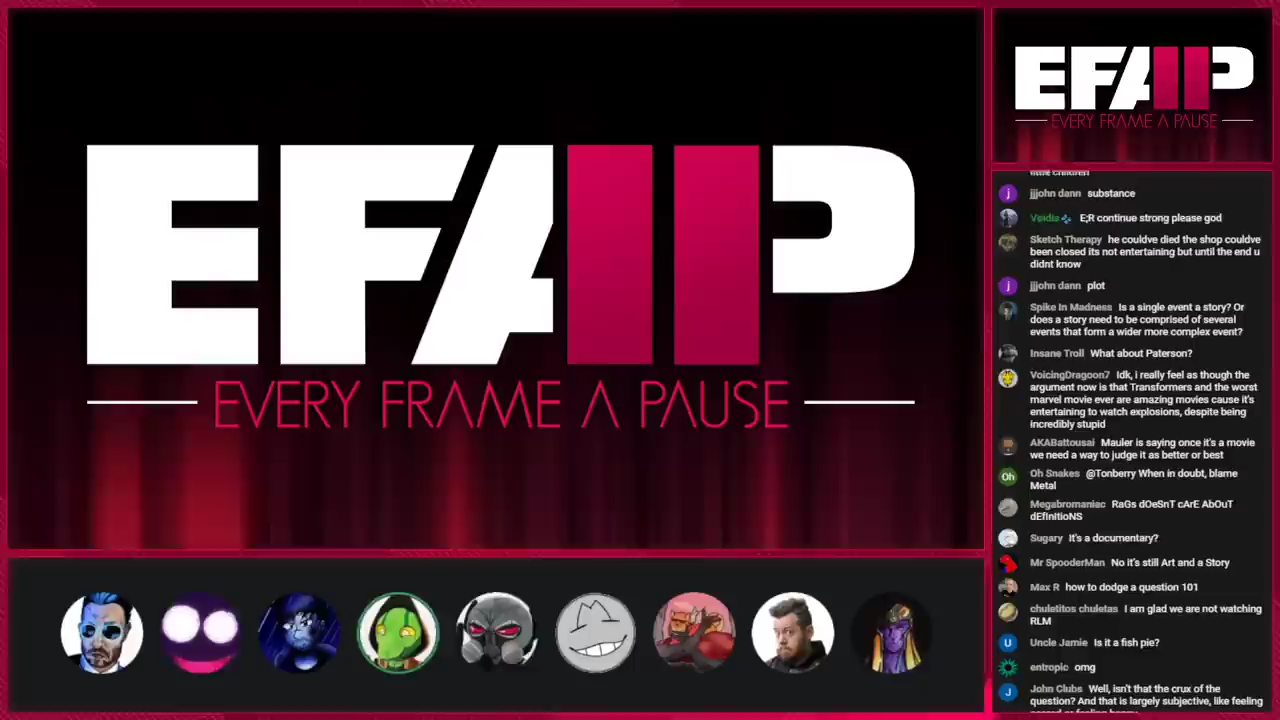 EFAP
EVERY FRAME A PAUSE
EFAP
EVERY FRAME A PAUSE
little children
jjjohn dann substance
Vsidia E;R continue strong please god
Sketch Therapy he couldve died the shop couldve
been closed its not entertaining but until the end u
didnt know
jjjohn dann plot
Spike In Madness Is a single event a story? Or
does a story need to be comprised of several
events that form a wider more complex event?
Insane Troll What about Paterson?
VoicingDragoon7 Idk, i really feel as though the
argument now is that Transformers and the worst
marvel movie ever are amazing movies cause it's
entertaining to watch explosions, despite being
incredibly stupid
AKABattousai Mauler is saying once it's a movie
we need a way to judge it as better or best
Oh
Oh Snakes @Tonberry When in doubt, blame
Metal
Megabromaniac RaGs dOeSnT cArE AbOuT
dEfinitioNS
Sugary It's a documentary?
Mr SpooderMan No it's still Art and a Story
Max R how to dodge a question 101
chuletitos chuletas I am glad we are not watching
RLM
U Uncle Jamie Is it a fish pie?
entropic omg
J John Clubs Well, isn't that the crux of the
question? And that is largely subjective, like feeling